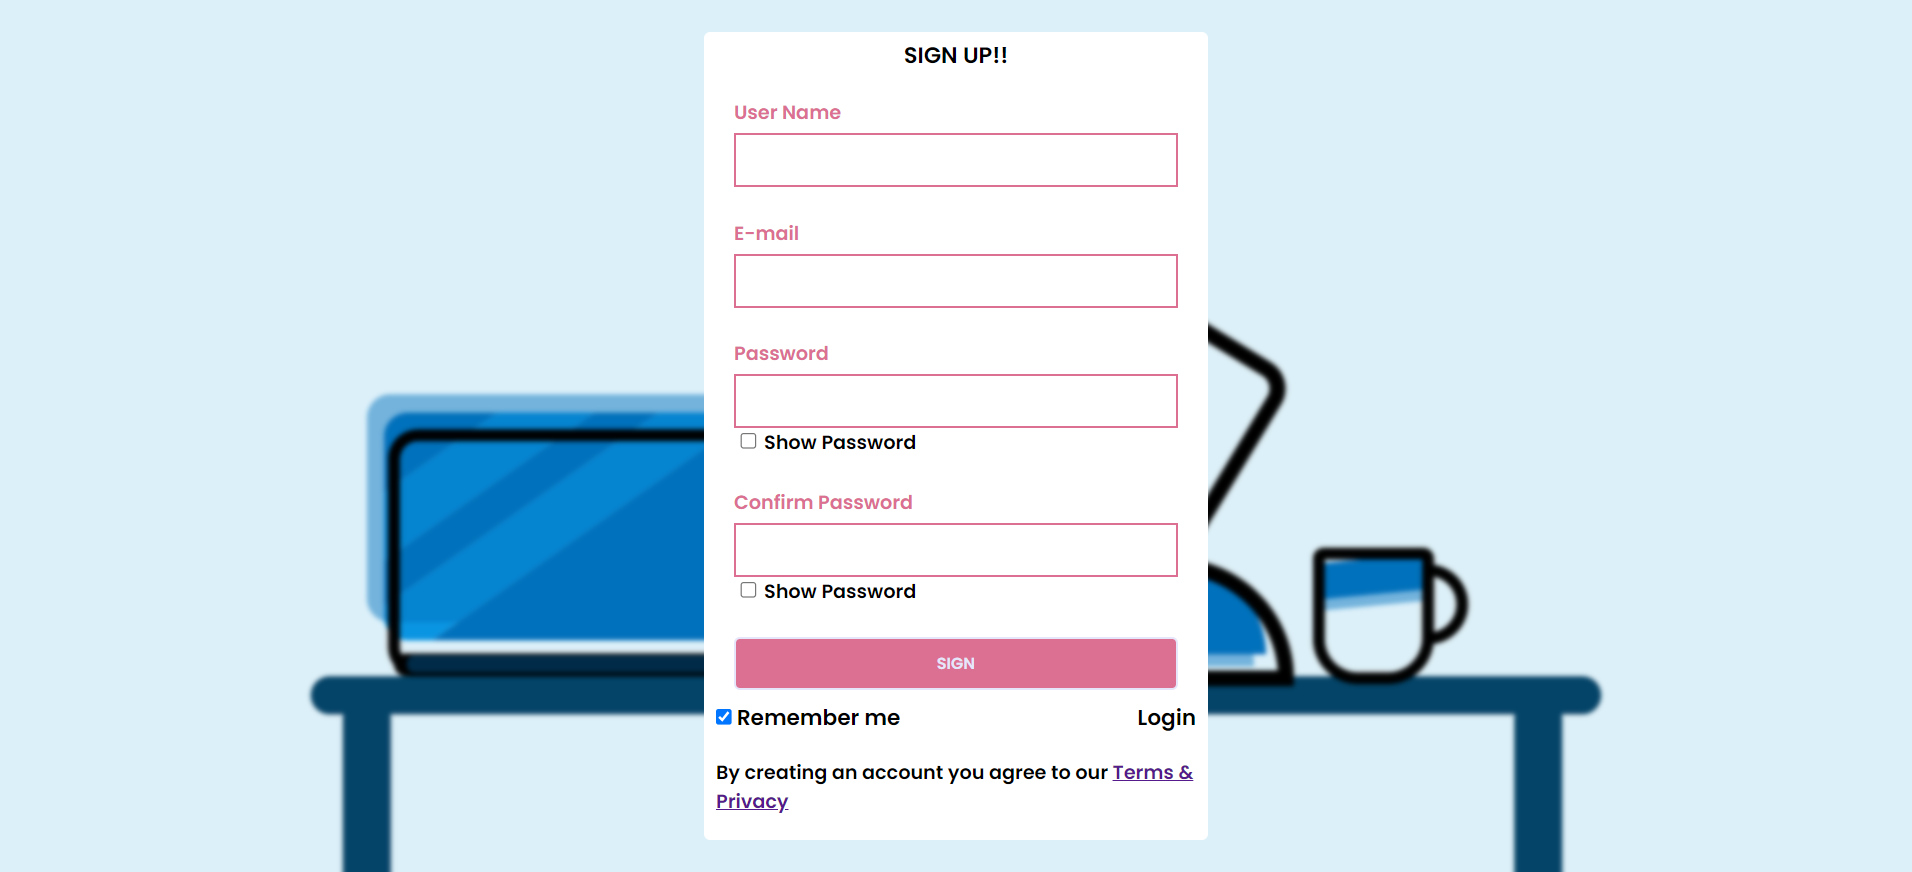 SIGN UP!!
User Name
E-mail
Password
Show Password
Confirm Password
Show Password
SIGN
Remember me
Login
By creating an account you agree to our Terms &
Privacy